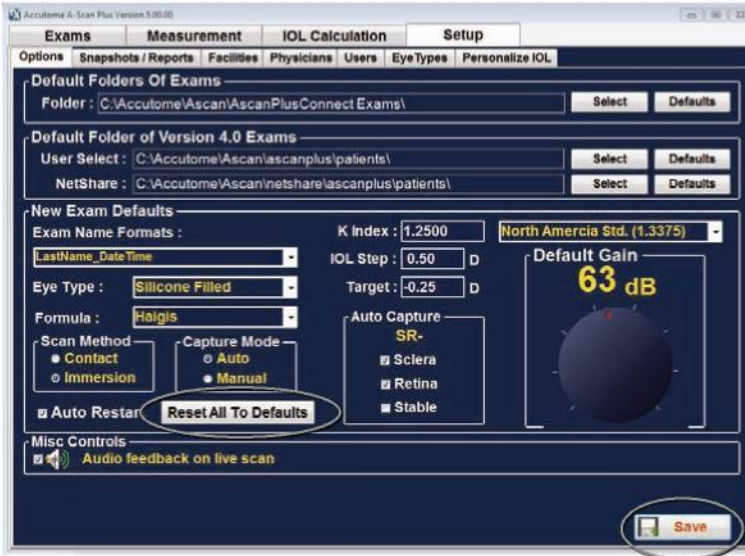 Accutome A-Scan Plus Version 5.00.00
Exams Measurement IOL Calculation Setup
Options Snapshots / Reports Facilities Physicians Users EyeTypes Personalize IOL
Default Folders Of Exams
Folder : C:\Accutome\Ascan\AscanPlusConnect Exams\ Select Defaults
Default Folder of Version 4.0 Exams
User Select : C:\Accutome\Ascan\ascanplus\patients\ Select Defaults
NetShare : C:\Accutome\Ascan\netshare\ascanplus\patients\ Select Defaults
New Exam Defaults
Exam Name Formats :
LastName_DateTime
Eye Type : Silicone Filled
Formula : Haigis
K Index : 1.2500 North Amercia Std. (1.3375)
IOL Step : 0.50 D
Target : -0.25 D
Scan Method
Contact
Immersion
Capture Mode
Auto
Manual
Auto Capture
SR-
Sclera
Retina
Stable
Default Gain
63 dB
Auto Restar Reset All To Defaults
Misc Controls
Audio feedback on live scan
Save